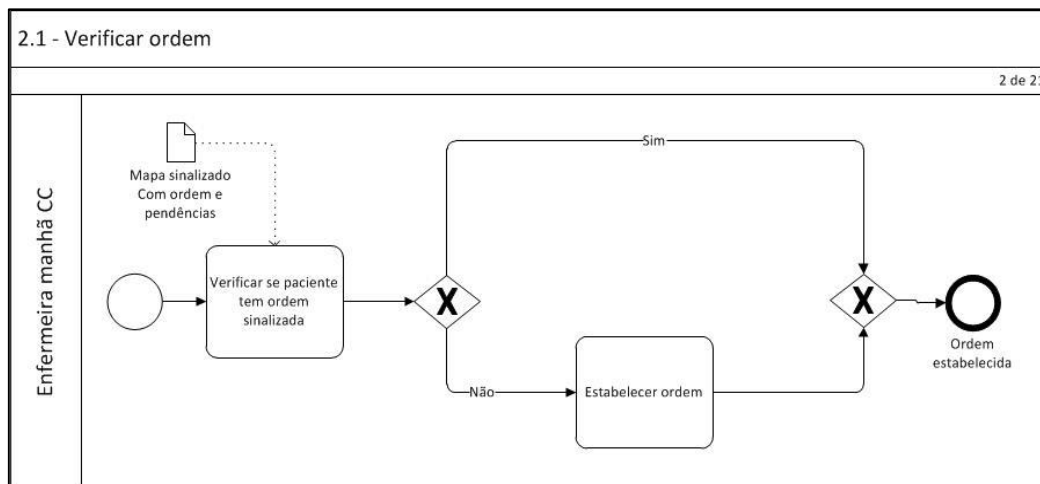 2.1 - Verificar ordem
2 de 21
Enfermeira manhã CC
Mapa sinalizado
Com ordem e
pendências
Verificar se paciente
tem ordem
sinalizada
X
Sim
Não
Estabelecer ordem
X
Ordem
estabelecida